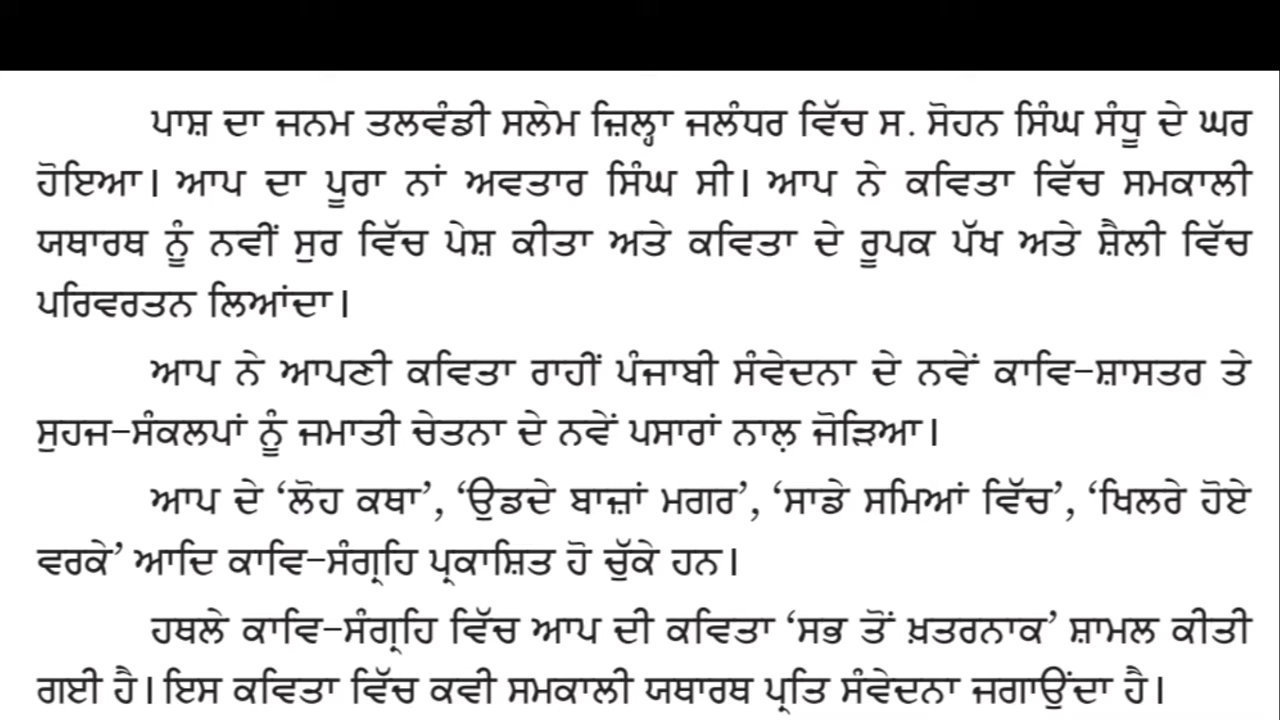 ਪਾਸ਼ ਦਾ ਜਨਮ ਤਲਵੰਡੀ ਸਲੇਮ ਜ਼ਿਲ੍ਹਾ ਜਲੰਧਰ ਵਿੱਚ ਸ. ਸੋਹਨ ਸਿੰਘ ਸੰਧੂ ਦੇ ਘਰ
ਹੋਇਆ। ਆਪ ਦਾ ਪੂਰਾ ਨਾਂ ਅਵਤਾਰ ਸਿੰਘ ਸੀ। ਆਪ ਨੇ ਕਵਿਤਾ ਵਿੱਚ ਸਮਕਾਲੀ
ਯਥਾਰਥ ਨੂੰ ਨਵੀਂ ਸੁਰ ਵਿੱਚ ਪੇਸ਼ ਕੀਤਾ ਅਤੇ ਕਵਿਤਾ ਦੇ ਰੂਪਕ ਪੱਖ ਅਤੇ ਸ਼ੈਲੀ ਵਿੱਚ
ਪਰਿਵਰਤਨ ਲਿਆਂਦਾ।
ਆਪ ਨੇ ਆਪਣੀ ਕਵਿਤਾ ਰਾਹੀਂ ਪੰਜਾਬੀ ਸੰਵੇਦਨਾ ਦੇ ਨਵੇਂ ਕਾਵਿ-ਸ਼ਾਸਤਰ ਤੇ
ਸੁਹਜ-ਸੰਕਲਪਾਂ ਨੂੰ ਜਮਾਤੀ ਚੇਤਨਾ ਦੇ ਨਵੇਂ ਪਸਾਰਾਂ ਨਾਲ਼ ਜੋੜਿਆ।
ਆਪ ਦੇ ‘ਲੋਹ ਕਥਾ’, ‘ਉਡਦੇ ਬਾਜ਼ਾਂ ਮਗਰ’, ‘ਸਾਡੇ ਸਮਿਆਂ ਵਿੱਚ’, ‘ਖਿਲਰੇ ਹੋਏ
ਵਰਕੇ’ ਆਦਿ ਕਾਵਿ-ਸੰਗ੍ਰਹਿ ਪ੍ਰਕਾਸ਼ਿਤ ਹੋ ਚੁੱਕੇ ਹਨ।
ਹਥਲੇ ਕਾਵਿ-ਸੰਗ੍ਰਹਿ ਵਿੱਚ ਆਪ ਦੀ ਕਵਿਤਾ ‘ਸਭ ਤੋਂ ਖ਼ਤਰਨਾਕ’ ਸ਼ਾਮਲ ਕੀਤੀ
ਗਈ ਹੈ। ਇਸ ਕਵਿਤਾ ਵਿੱਚ ਕਵੀ ਸਮਕਾਲੀ ਯਥਾਰਥ ਪ੍ਰਤਿ ਸੰਵੇਦਨਾ ਜਗਾਉਂਦਾ ਹੈ।